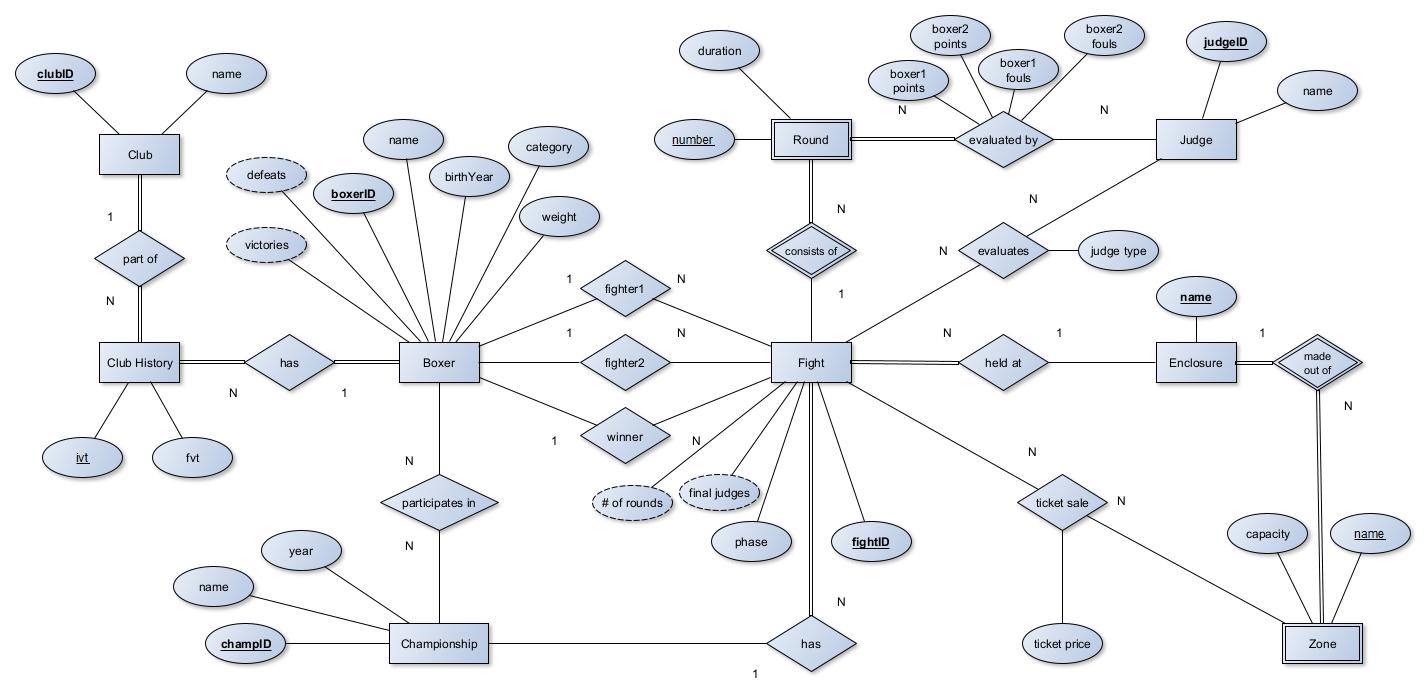 boxer2
points
boxer2
fouls
duration
boxer1
fouls
judgeID
clubID
name
boxer1
points
name
N
N
number
Round
evaluated by
Judge
Club
name
category
defeats
boxerID
birthYear
weight
N
N
1
victories
part of
consists of
N
evaluates
judge type
1
N
fighter1
1
N
name
N
1
N
N
1
1
Club History
has
Boxer
fighter2
Fight
held at
Enclosure
made
out of
N
1
N
1
winner
N
ivt
fvt
N
N
# of rounds
final judges
participates in
ticket sale
N
phase
fightID
capacity
name
year
N
name
N
champID
Championship
has
ticket price
Zone
1